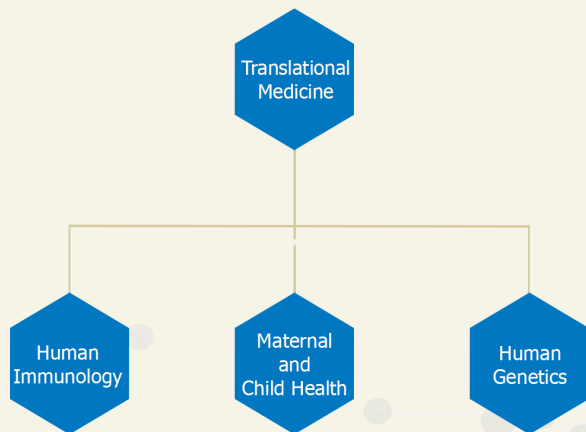 Translational
Medicine
Human
Immunology
Maternal
and
Child Health
Human
Genetics